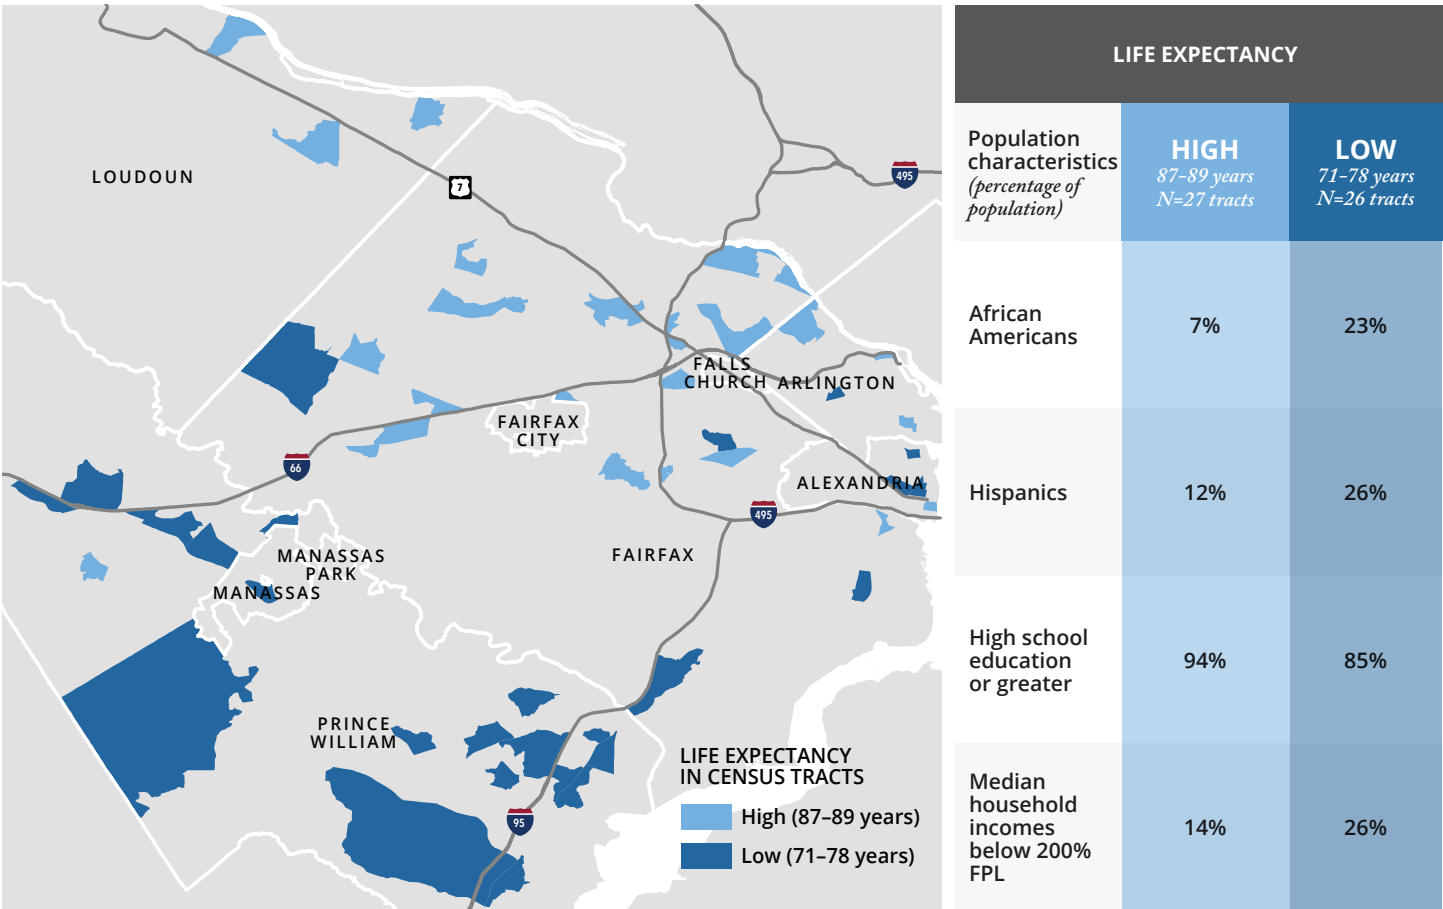 LOUDOUN
7
495
FALLS
CHURCH
ARLINGTON
FAIRFAX
CITY
66
ALEXANDRIA
495
MANASSAS
PARK
FAIRFAX
MANASSAS
PRINCE
WILLIAM
95
LIFE EXPECTANCY
IN CENSUS TRACTS
High (87–89 years)
Low (71–78 years)
LIFE EXPECTANCY
Population
characteristics
(percentage of
population)
HIGH
87–89 years
N=27 tracts
LOW
71–78 years
N=26 tracts
African
Americans
7%
23%
Hispanics
12%
26%
High school
education
or greater
94%
85%
Median
household
incomes
below 200%
FPL
14%
26%